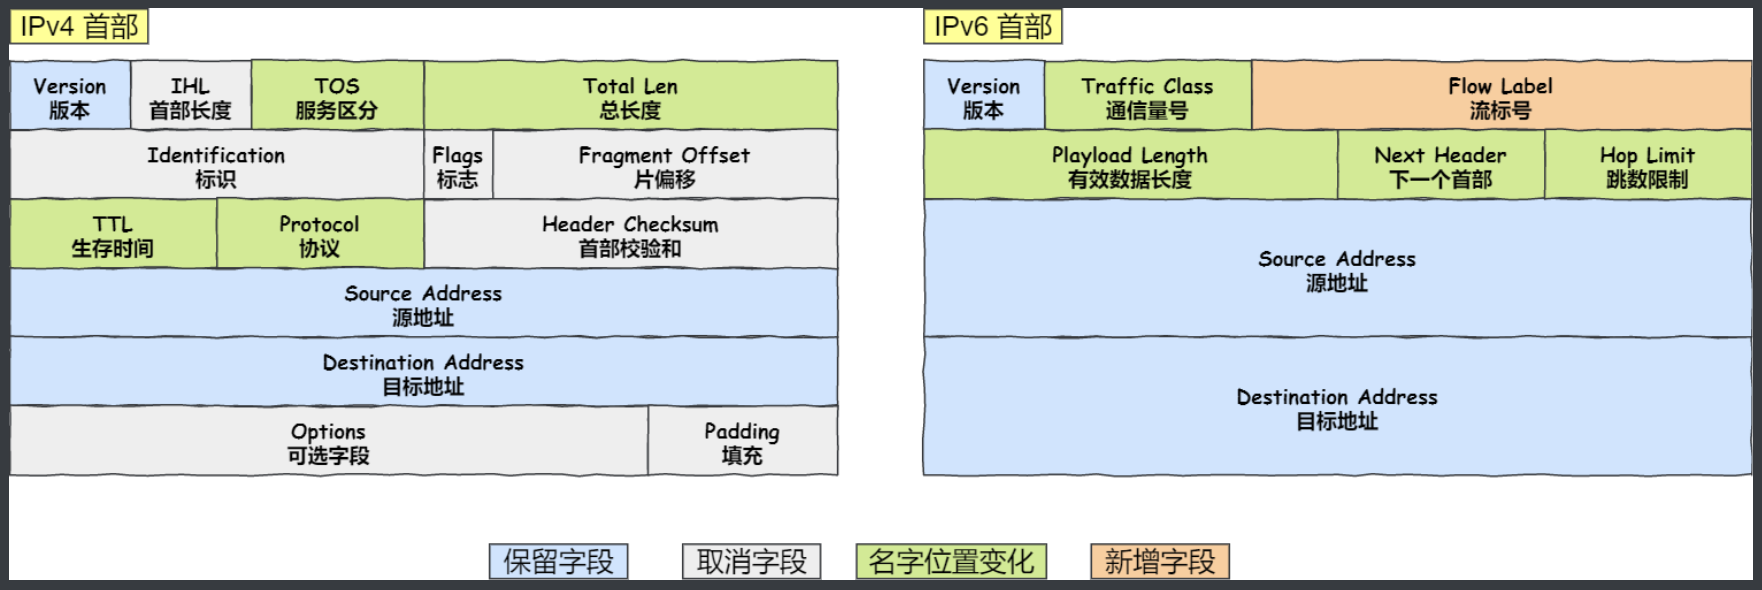 IPv4 首部
IPv6 首部
Version
版本
IHL
首部长度
TOS
服务区分
Total Len
总长度
Identification
标识
Flags
标志
Fragment Offset
片偏移
TTL
生存时间
Protocol
协议
Header Checksum
首部校验和
Source Address
源地址
Destination Address
目标地址
Options
可选字段
Padding
填充
Version
版本
Traffic Class
通信量号
Flow Label
流标号
Playload Length
有效数据长度
Next Header
下一个首部
Hop Limit
跳数限制
Source Address
源地址
Destination Address
目标地址
保留字段
取消字段
名字位置变化
新增字段